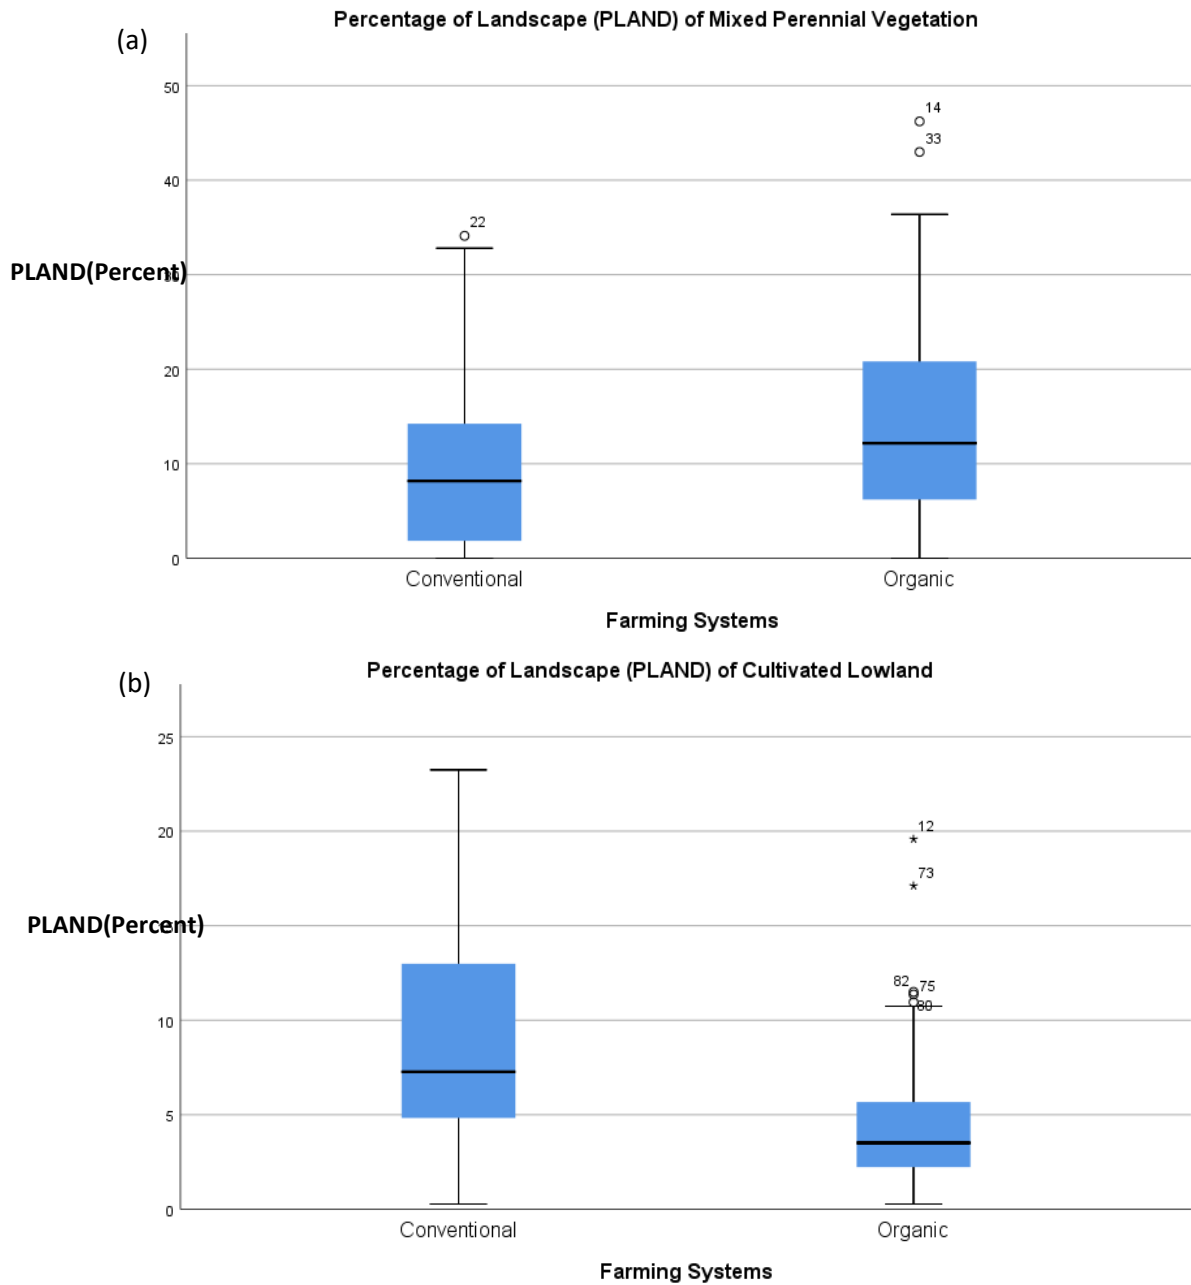 Percentage of Landscape (PLAND) of Mixed Perennial Vegetation
(a)
50
14
33
40
22
PLAND(Percent)
20
10
0
Conventional Organic
Farming Systems
Percentage of Landscape (PLAND) of Cultivated Lowland
(b)
25
20
12
73
PLAND(Percent)
82 75
80
10
5
0
Conventional Organic
Farming Systems